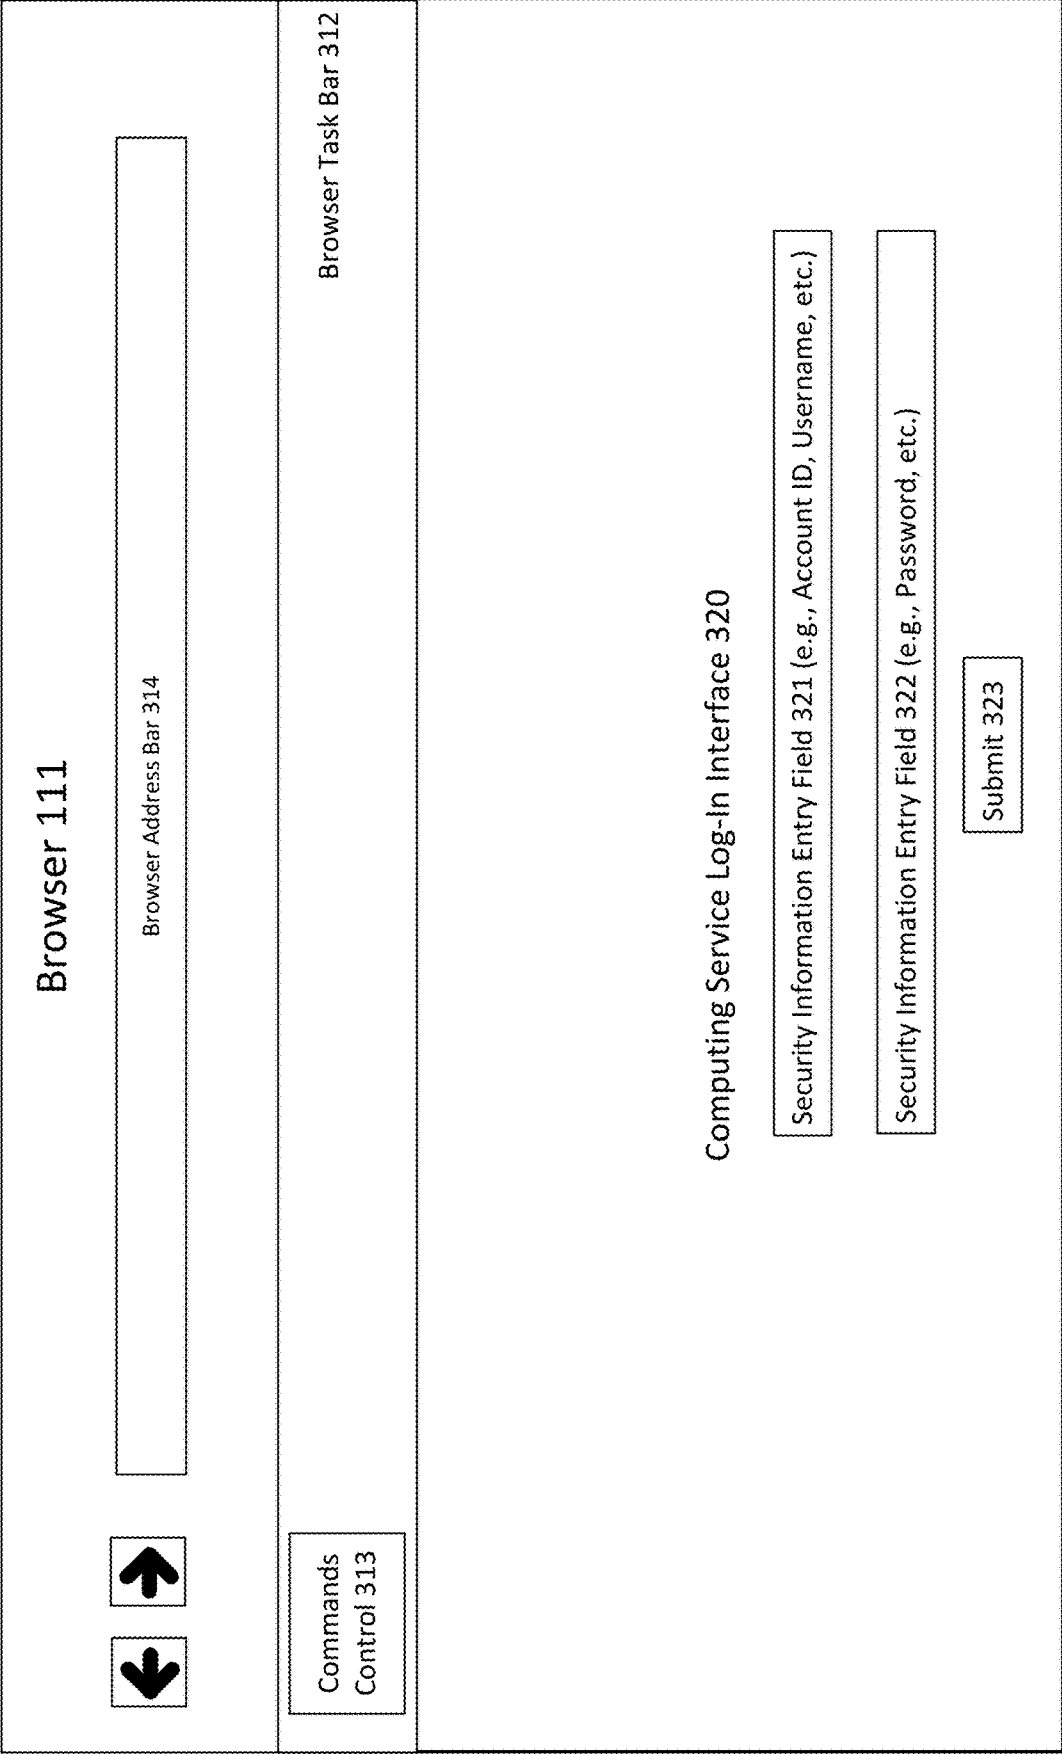 Browser 111
Browser Address Bar 314
Commands
Control 313
Browser Task Bar 312
Computing Service Log-In Interface 320
Security Information Entry Field 321 (e.g., Account ID, Username, etc.)
Security Information Entry Field 322 (e.g., Password, etc.)
Submit 323